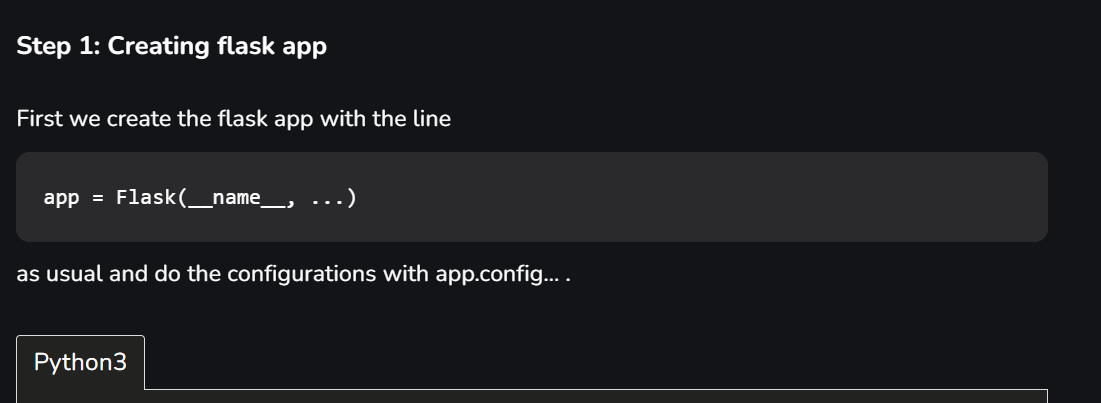 Step 1: Creating flask app
First we create the flask app with the line
app = Flask(__name__, ...)
as usual and do the configurations with app.config... .
Python3